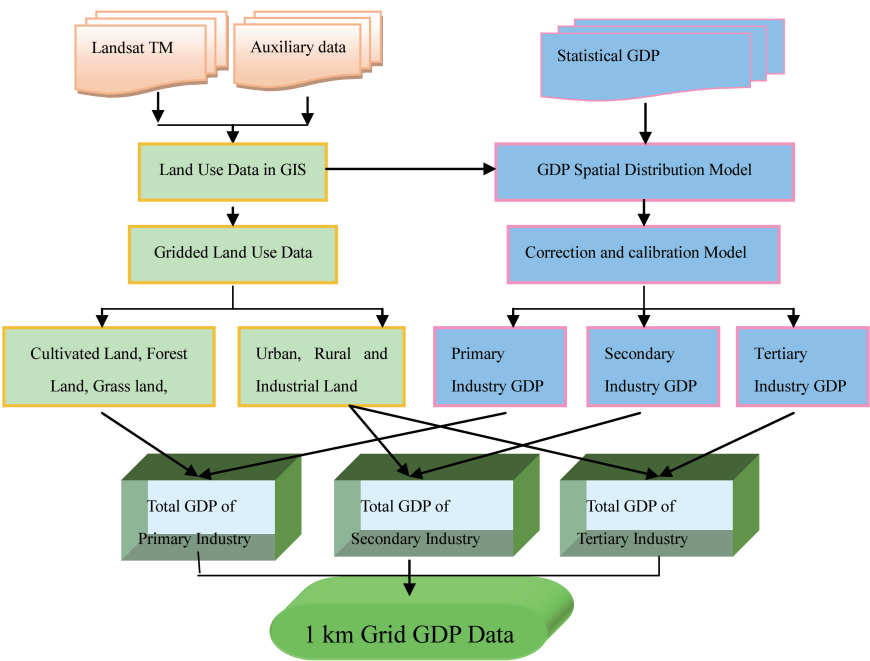 Landsat TM
Auxiliary data
Statistical GDP
Land Use Data in GIS
GDP Spatial Distribution Model
Gridded Land Use Data
Correction and calibration Model
Cultivated Land, Forest
Land, Grass land,
Urban, Rural and
Industrial Land
Primary
Industry GDP
Secondary
Industry GDP
Tertiary
Industry GDP
Total GDP of
Primary Industry
Total GDP of
Secondary Industry
Total GDP of
Tertiary Industry
1 km Grid GDP Data